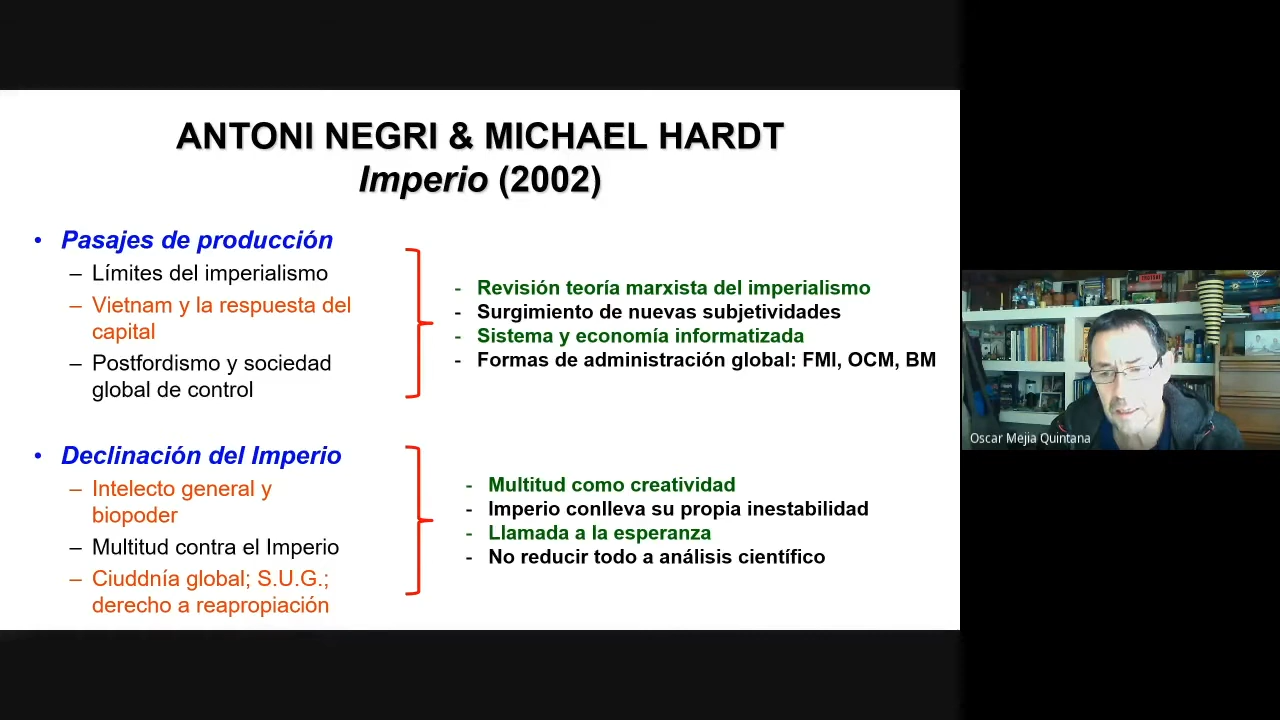 ANTONI NEGRI & MICHAEL HARDT
Imperio (2002)
• Pasajes de producción
– Límites del imperialismo
– Vietnam y la respuesta del
capital
– Postfordismo y sociedad
global de control
- Revisión teoría marxista del imperialismo
- Surgimiento de nuevas subjetividades
- Sistema y economía informatizada
- Formas de administración global: FMI, OCM, BM
• Declinación del Imperio
– Intelecto general y
biopoder
– Multitud contra el Imperio
– Ciuddnía global; S.U.G.;
derecho a reapropiación
- Multitud como creatividad
- Imperio conlleva su propia inestabilidad
- Llamada a la esperanza
- No reducir todo a análisis científico
Oscar Mejia Quintana